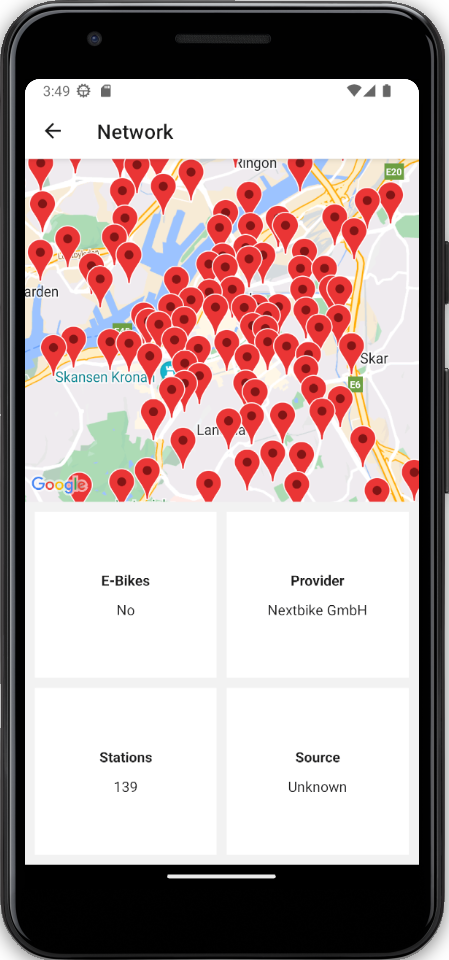 3:49
Network
Ringon
E20
arden
Skar
Skansen Krona
E6
Lan
Google
E-Bikes
No
Provider
Nextbike GmbH
Stations
139
Source
Unknown